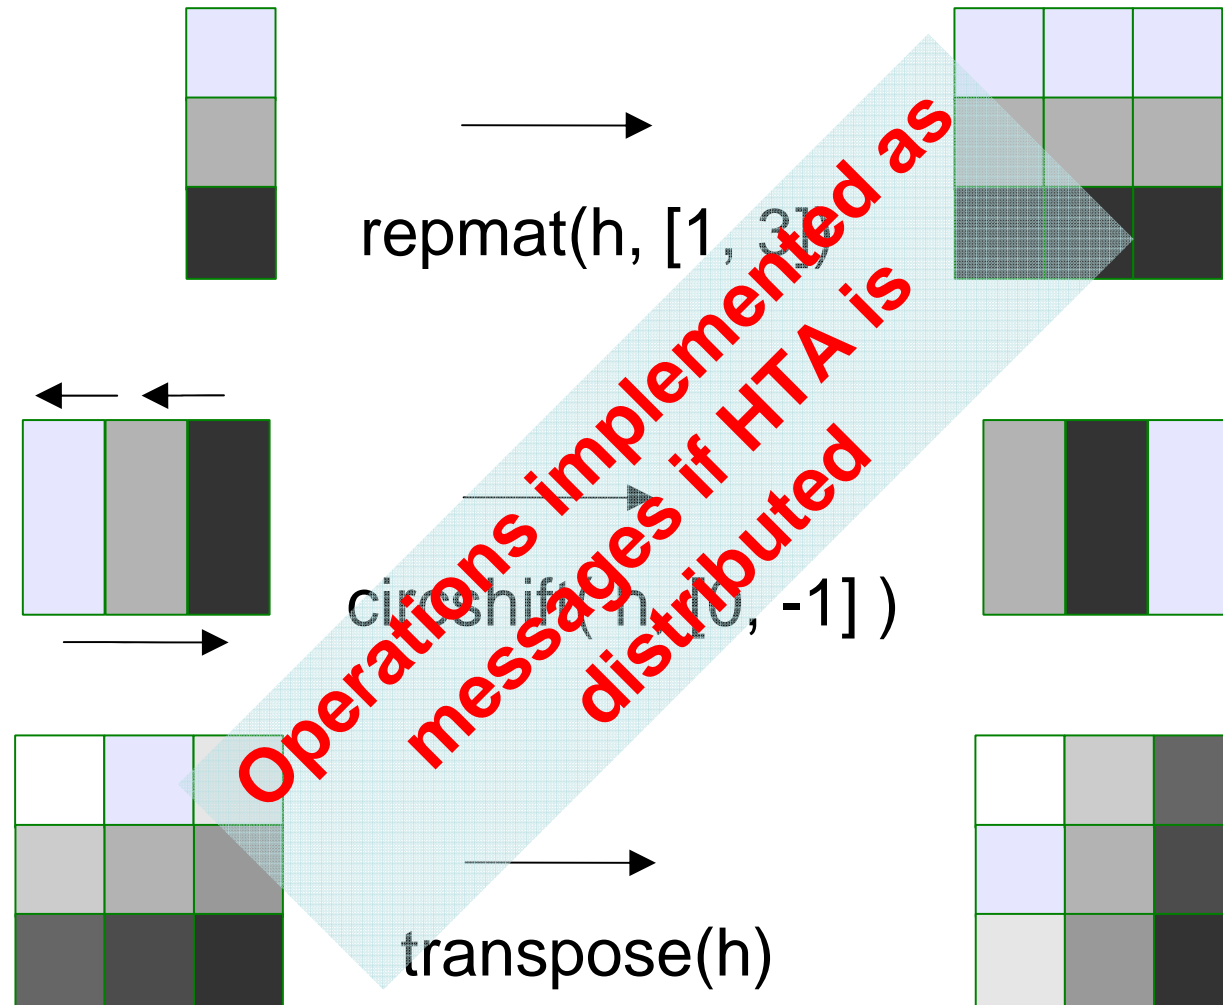 repmat(h, [1, 3])
circshift( h, [0, -1] )
transpose(h)
Operations implemented as
messages if HTA is
distributed